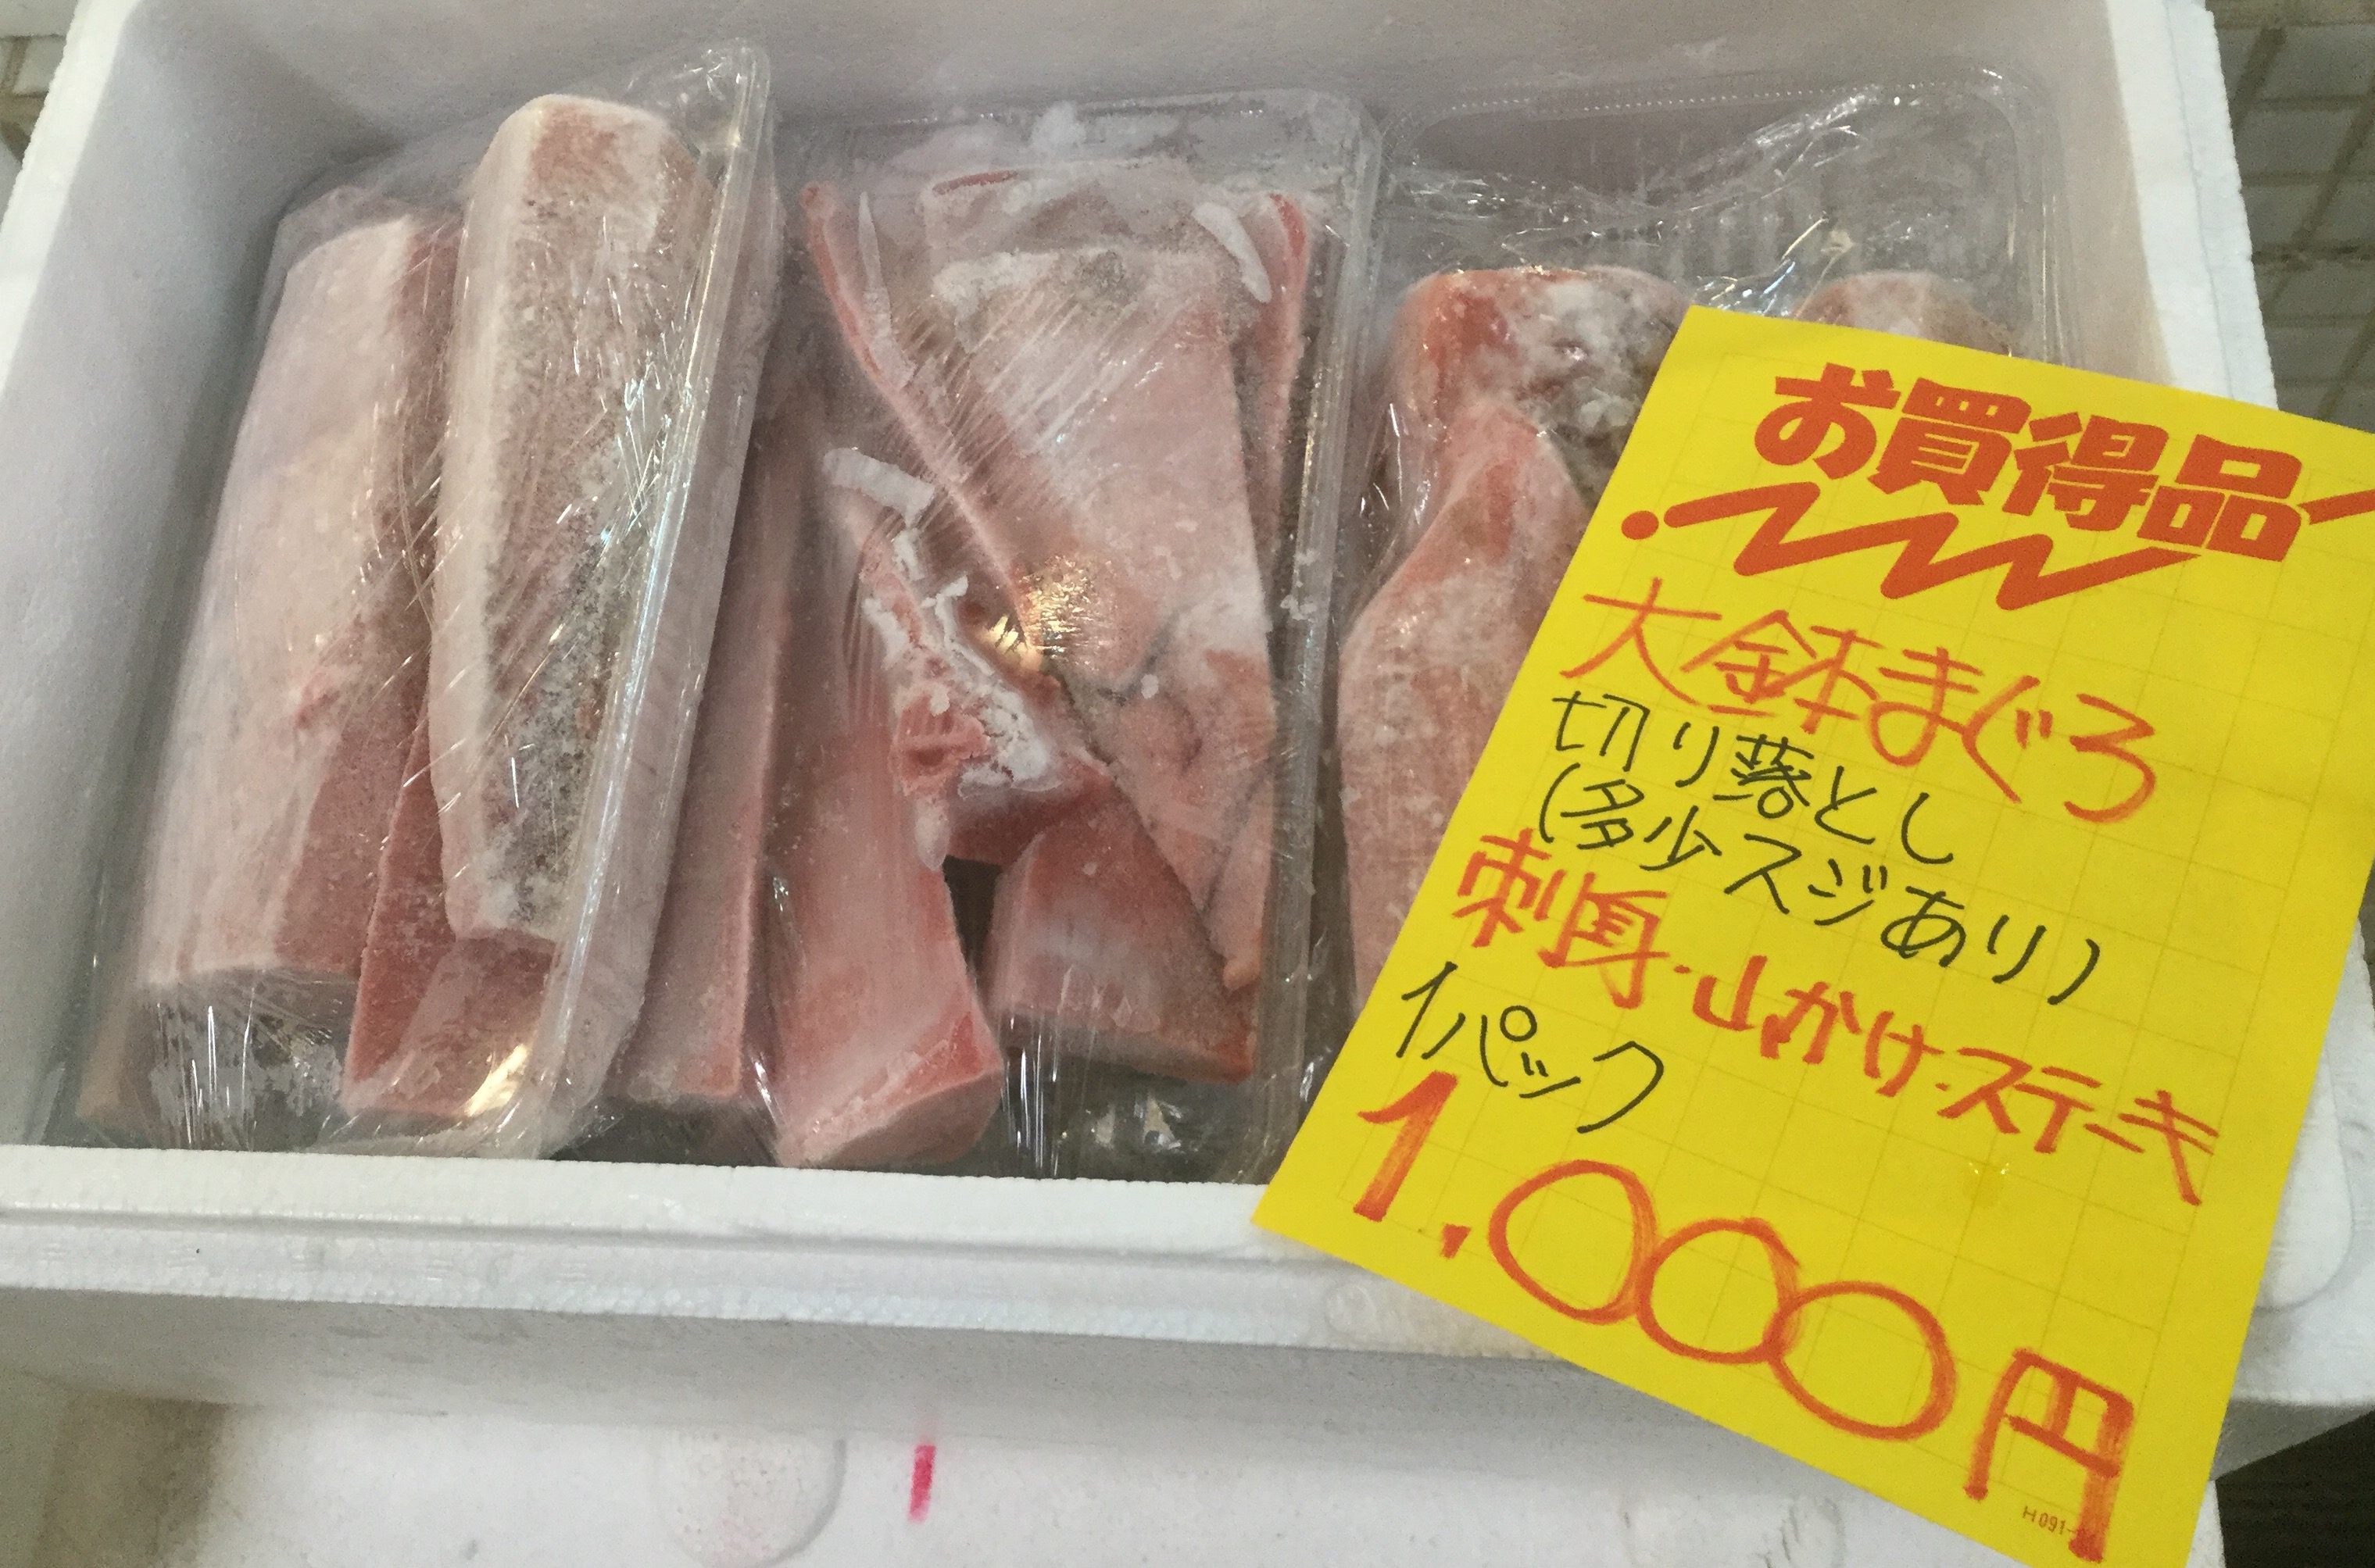 お買得品
大鉢まぐろ
切り落とし
(多少スジあり)
刺身・山かけ・ステーキ
1パック
1.000円
H091-